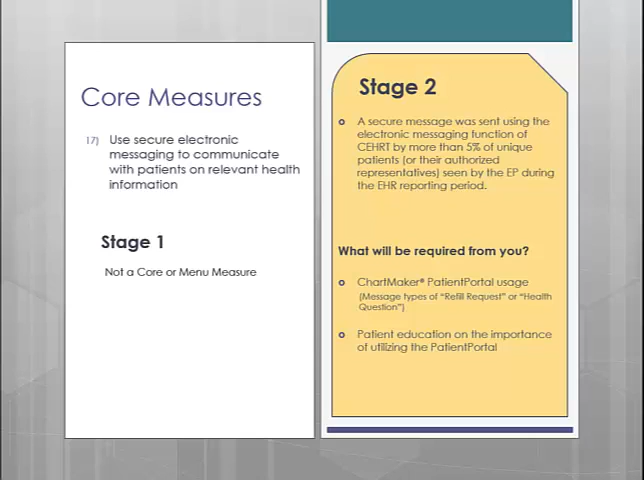 Core Measures
17) Use secure electronic
messaging to communicate
with patients on relevant health
information
Stage 1
Not a Core or Menu Measure
Stage 2
A secure message was sent using the
electronic messaging function of
CEHRT by more than 5% of unique
patients (or their authorized
representatives) seen by the EP during
the EHR reporting period.
What will be required from you?
ChartMaker® PatientPortal usage
(Message types of "Refill Request" or "Health
Question")
Patient education on the importance
of utilizing the PatientPortal